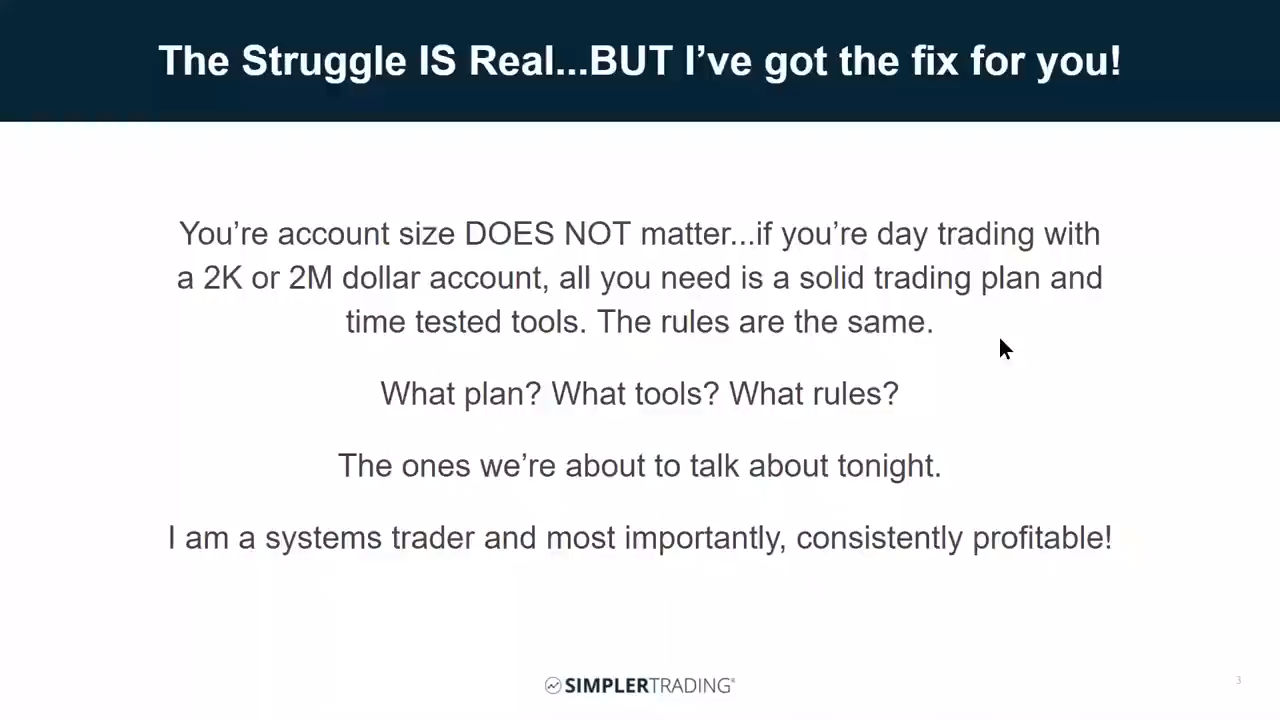 The Struggle IS Real...BUT I’ve got the fix for you!
You’re account size DOES NOT matter...if you’re day trading with
a 2K or 2M dollar account, all you need is a solid trading plan and
time tested tools. The rules are the same.
What plan? What tools? What rules?
The ones we’re about to talk about tonight.
I am a systems trader and most importantly, consistently profitable!
SIMPLERTRADING®
3